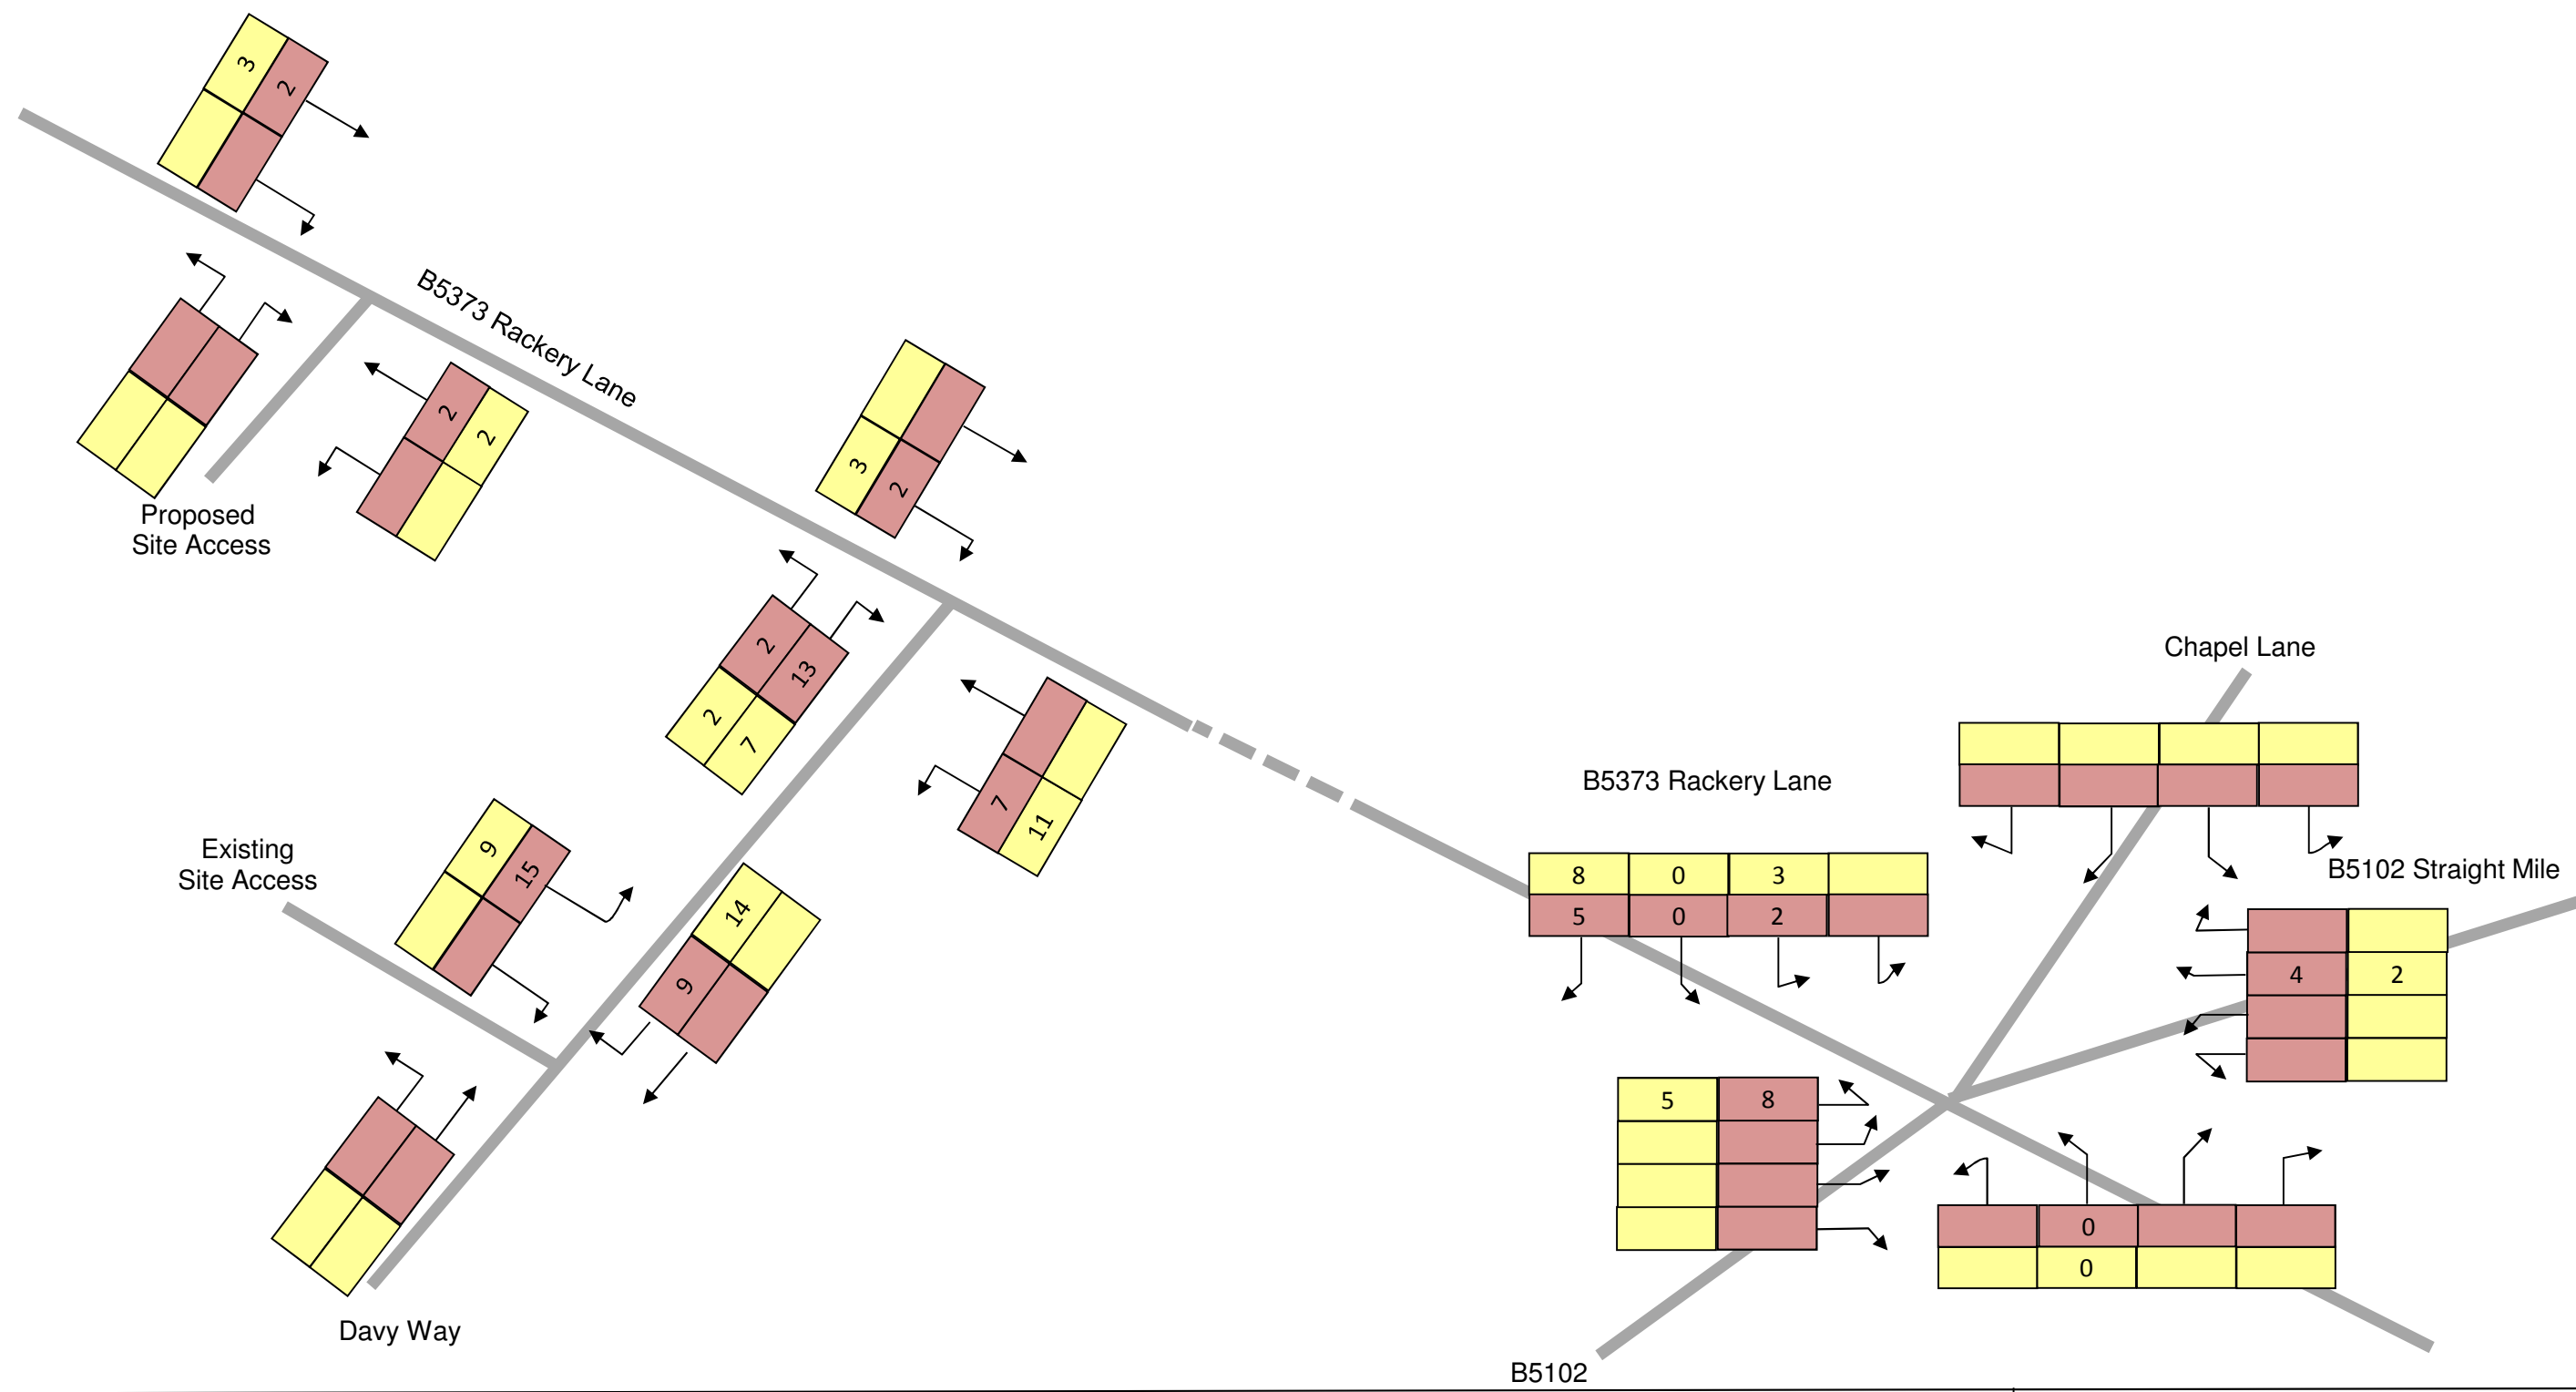 3
2
B5373 Rackery Lane
2
2
Proposed
Site Access
3
2
2
13
2
7
7
11
Chapel Lane
B5373 Rackery Lane
Existing
Site Access
9
15
14
9
8 0 3
5 0 2
B5102 Straight Mile
4 2
5 8
0
0
Davy Way
B5102